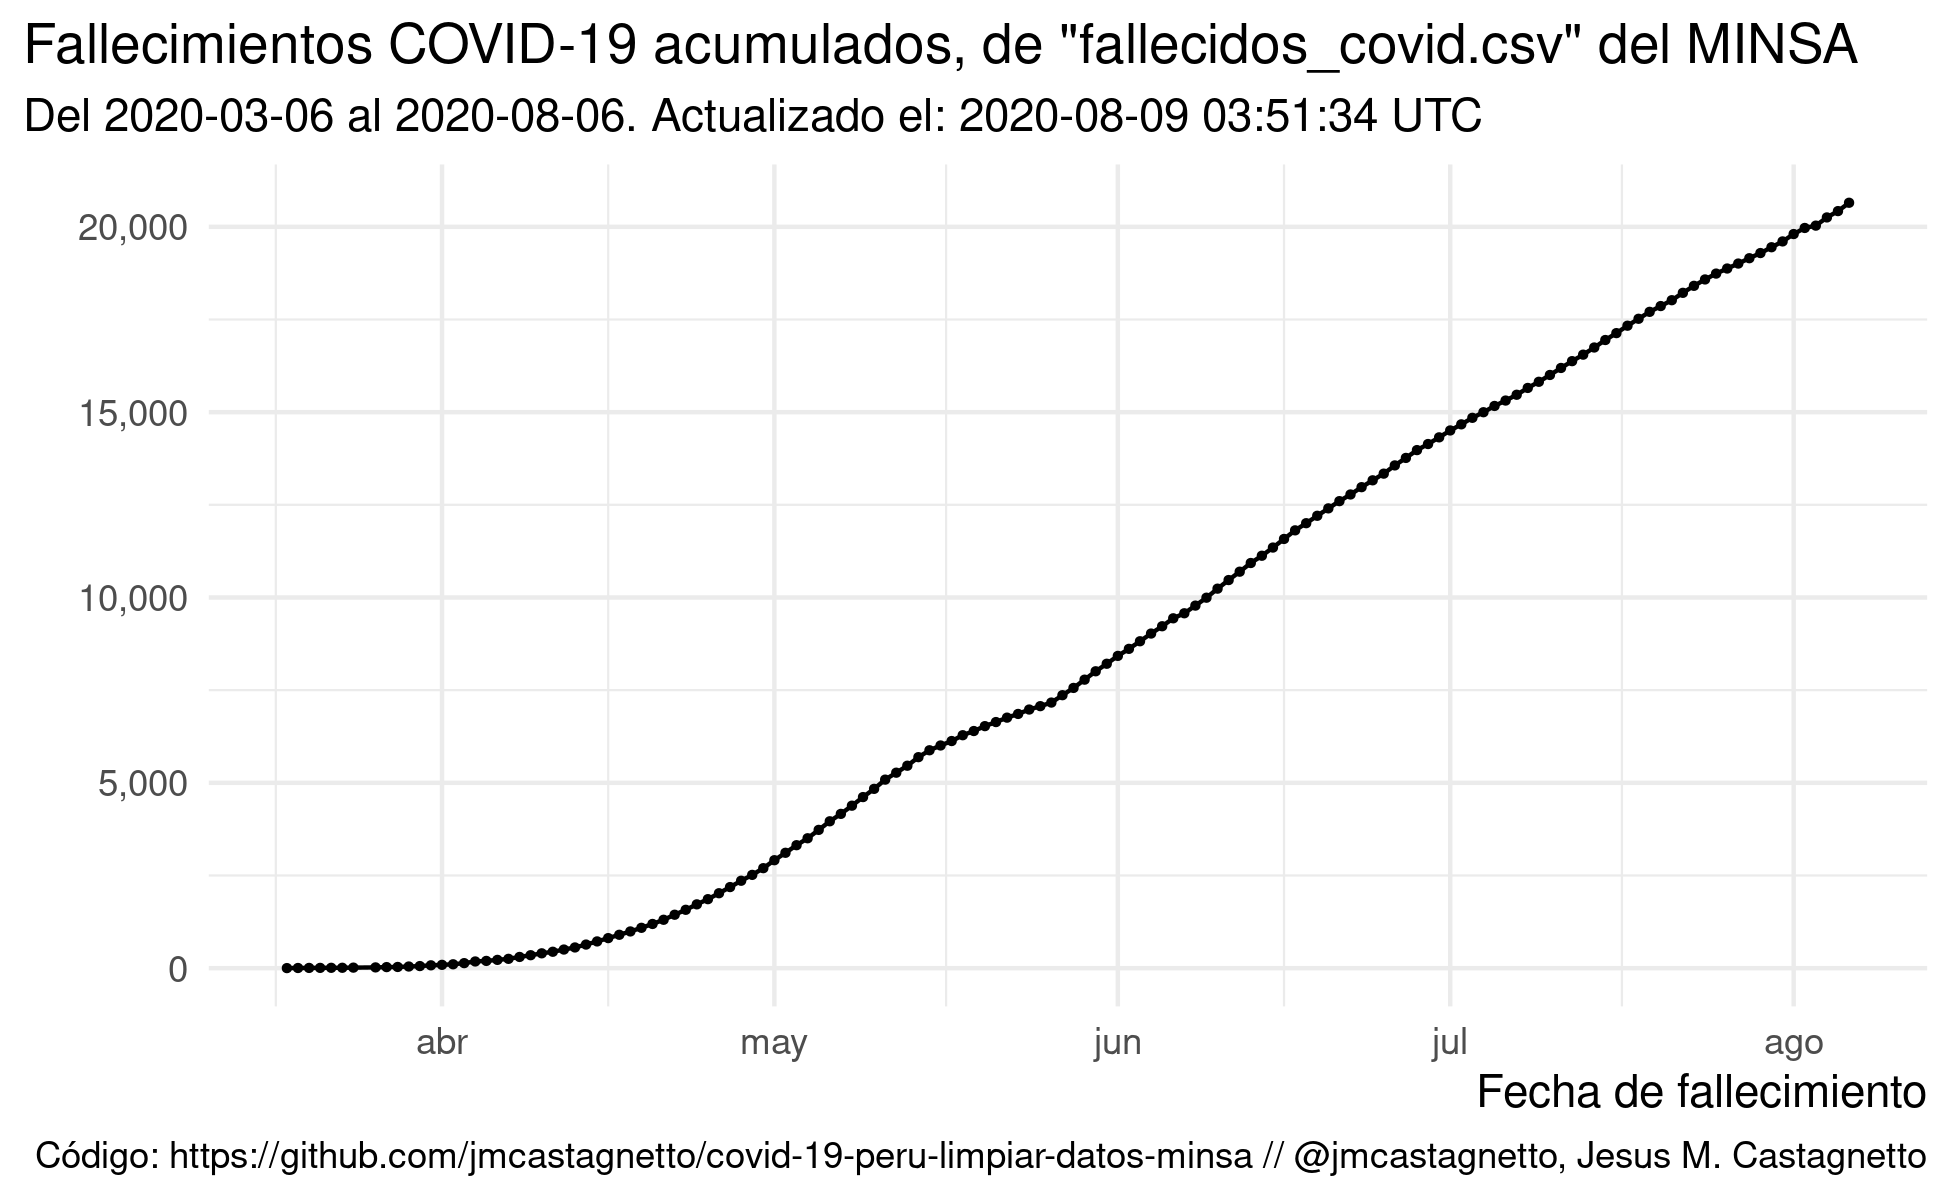 Fallecimientos COVID-19 acumulados, de "fallecidos_covid.csv" del MINSA
Del 2020-03-06 al 2020-08-06. Actualizado el: 2020-08-09 03:51:34 UTC
20,000
15,000
10,000
5,000
0
abr may jun jul ago
Fecha de fallecimiento
Código: https://github.com/jmcastagnetto/covid-19-peru-limpiar-datos-minsa // @jmcastagnetto, Jesus M. Castagnetto